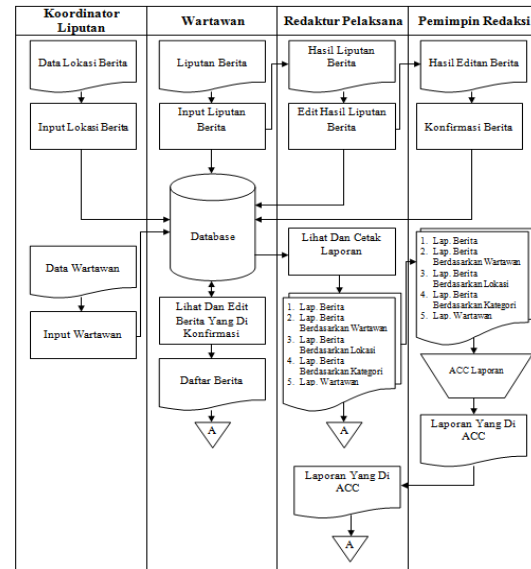 Koordinator
Liputan
Wartawan
Redaktur Pelaksana
Pemimpin Redaksi
Data Lokasi Berita
Liputan Berita
Hasil Liputan
Berita
Hasil Editan Berita
Input Lokasi Berita
Input Liputan
Berita
Edit Hasil Liputan
Berita
Konfirmasi Berita
Database
Data Wartawan
Input Wartawan
Lihat Dan Edit
Berita Yang Di
Konfirmasi
Daftar Berita
A
Lihat Dan Cetak
Laporan
1. Lap. Berita
2. Lap. Berita
Berdasarkan Wartawan
3. Lap. Berita
Berdasarkan Lokasi
4. Lap. Berita
Berdasarkan Kategori
5. Lap. Wartawan
A
1. Lap. Berita
2. Lap. Berita
Berdasarkan Wartawan
3. Lap. Berita
Berdasarkan Lokasi
4. Lap. Berita
Berdasarkan Kategori
5. Lap. Wartawan
ACC Laporan
Laporan Yang Di
ACC
Laporan Yang Di
ACC
A